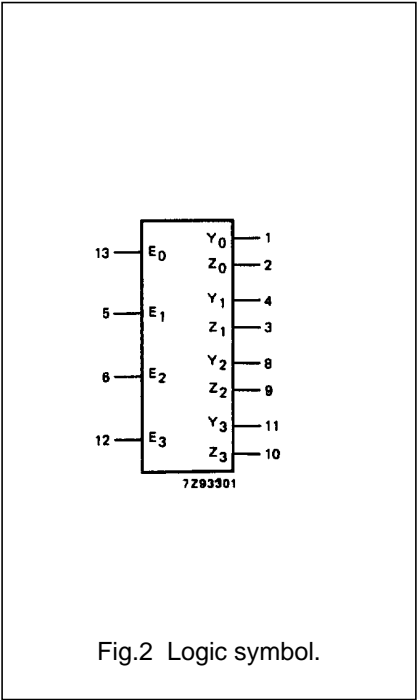 Y0 1
13 E0
Z0 2
Y1 4
5 E1
Z1 3
Y2 8
6 E2
Z2 9
Y3 11
12 E3
Z3 10
7Z93301
Fig.2 Logic symbol.